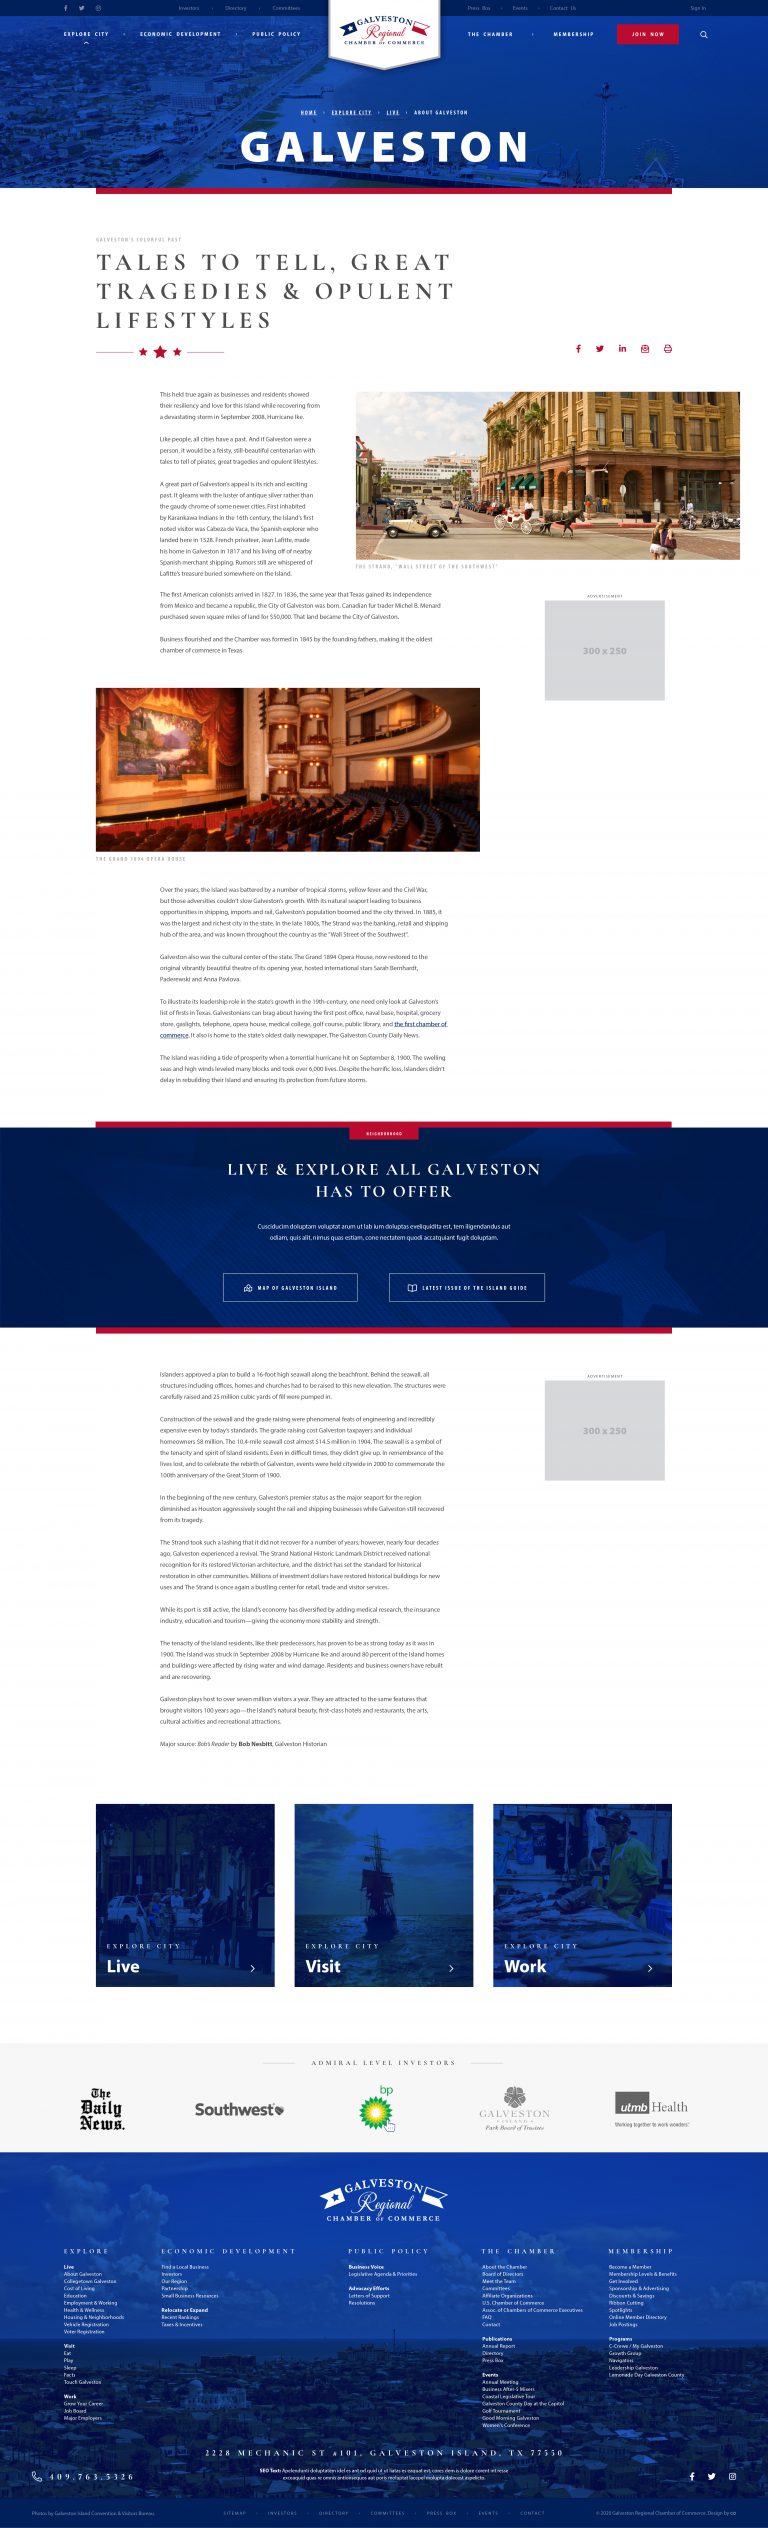 Investors Directory Committees
Press Box Events Contact Us Sign In
EXPLORE CITY ECONOMIC DEVELOPMENT PUBLIC POLICY
GALVESTON
Regional
CHAMBER of COMMERCE
THE CHAMBER MEMBERSHIP JOIN NOW
HOME EXPLORE CITY LIVE ABOUT GALVESTON
GALVESTON
GALVESTON'S COLORFUL PAST
TALES TO TELL, GREAT
TRAGEDIES & OPULENT
LIFESTYLES
This held true again as businesses and residents showed
their resiliency and love for this Island while recovering from
a devastating storm in September 2008, Hurricane Ike.
Like people, all cities have a past. And if Galveston were a
person, it would be a feisty, still-beautiful centenarian with
tales to tell of pirates, great tragedies and opulent lifestyles.
A great part of Galveston's appeal is its rich and exciting
past. It gleams with the luster of antique silver rather than
the gaudy chrome of some newer cities. First inhabited
by Karankawa Indians in the 16th century, the Island's first
noted visitor was Cabeza de Vaca, the Spanish explorer who
landed here in 1528. French privateer, Jean Lafitte, made
his home in Galveston in 1817 and his living off of nearby
Spanish merchant shipping. Rumors still are whispered of
Lafitte's treasure buried somewhere on the Island.
THE STRAND, "WALL STREET OF THE SOUTHWEST"
The first American colonists arrived in 1827. In 1836, the same year that Texas gained its independence
from Mexico and became a republic, the City of Galveston was born. Canadian fur trader Michel B. Menard
purchased seven square miles of land for $50,000. That land became the City of Galveston.
Business flourished and the Chamber was formed in 1845 by the founding fathers, making it the oldest
chamber of commerce in Texas.
ADVERTISEMENT
300 x 250
THE GRAND 1894 OPERA HOUSE
Over the years, the Island was battered by a number of tropical storms, yellow fever and the Civil War,
but those adversities couldn't slow Galveston's growth. With its natural seaport leading to business
opportunities in shipping, imports and rail, Galveston's population boomed and the city thrived. In 1885, it
was the largest and richest city in the state. In the late 1800s, The Strand was the banking, retail and shipping
hub of the area, and was known throughout the country as the "Wall Street of the Southwest".
Galveston also was the cultural center of the state. The Grand 1894 Opera House, now restored to the
original vibrantly beautiful theatre of its opening year, hosted international stars Sarah Bernhardt,
Paderewski and Anna Pavlova.
To illustrate its leadership role in the state's growth in the 19th-century, one need only look at Galveston's
list of firsts in Texas. Galvestonians can brag about having the first post office, naval base, hospital, grocery
store, gaslights, telephone, opera house, medical college, golf course, public library, and the first chamber of
commerce. It also is home to the state's oldest daily newspaper, The Galveston County Daily News.
The Island was riding a tide of prosperity when a torrential hurricane hit on September 8, 1900. The swelling
seas and high winds leveled many blocks and took over 6,000 lives. Despite the horrific loss, Islanders didn't
delay in rebuilding their Island and ensuring its protection from future storms.
NEIGHBORHOOD
LIVE & EXPLORE ALL GALVESTON
HAS TO OFFER
Cusciducim doluptam voluptat arum ut lab ium doluptas eveliquidita est, tem iligendandus aut
odiam, quis alit, nimus quas estiam, cone nectatem quodi accatquiant fugit doluptam.
MAP OF GALVESTON ISLAND
LATEST ISSUE OF THE ISLAND GUIDE
Islanders approved a plan to build a 16-foot high seawall along the beachfront. Behind the seawall, all
structures including offices, homes and churches had to be raised to this new elevation. The structures were
carefully raised and 25 million cubic yards of fill were pumped in.
Construction of the seawall and the grade raising were phenomenal feats of engineering and incredibly
expensive even by today's standards. The grade raising cost Galveston taxpayers and individual
homeowners $8 million. The 10.4-mile seawall cost almost $14.5 million in 1904. The seawall is a symbol of
the tenacity and spirit of Island residents. Even in difficult times, they didn't give up. In remembrance of the
lives lost, and to celebrate the rebirth of Galveston, events were held citywide in 2000 to commemorate the
100th anniversary of the Great Storm of 1900.
In the beginning of the new century, Galveston's premier status as the major seaport for the region
diminished as Houston aggressively sought the rail and shipping businesses while Galveston still recovered
from its tragedy.
The Strand took such a lashing that it did not recover for a number of years; however, nearly four decades
ago, Galveston experienced a revival. The Strand National Historic Landmark District received national
recognition for its restored Victorian architecture, and the district has set the standard for historical
restoration in other communities. Millions of investment dollars have restored historical buildings for new
uses and The Strand is once again a bustling center for retail, trade and visitor services.
While its port is still active, the Island's economy has diversified by adding medical research, the insurance
industry, education and tourism—giving the economy more stability and strength.
The tenacity of the Island residents, like their predecessors, has proven to be as strong today as it was in
1900. The Island was struck in September 2008 by Hurricane Ike and around 80 percent of the Island homes
and buildings were affected by rising water and wind damage. Residents and business owners have rebuilt
and are recovering.
Galveston plays host to over seven million visitors a year. They are attracted to the same features that
brought visitors 100 years ago—the Island's natural beauty, first-class hotels and restaurants, the arts,
cultural activities and recreational attractions.
Major source: Bob's Reader by Bob Nesbitt, Galveston Historian
ADVERTISEMENT
300 x 250
EXPLORE CITY
Live
EXPLORE CITY
Visit
EXPLORE CITY
Work
ADMIRAL LEVEL INVESTORS
The
Daily
News.
Southwest
bp
GALVESTON
ISLAND
Park Board of Trustees
utmb Health
Working together to work wonders.
GALVESTON
Regional
CHAMBER of COMMERCE
EXPLORE
Live
About Galveston
Collegetown Galveston
Cost of Living
Education
Employment & Working
Health & Wellness
Housing & Neighborhoods
Vehicle Registration
Voter Registration
Visit
Eat
Play
Sleep
Facts
Touch Galveston
Work
Grow Your Career
Job Board
Major Employers
ECONOMIC DEVELOPMENT
Find a Local Business
Investors
Our Region
Partnership
Small Business Resources
Relocate or Expand
Recent Rankings
Taxes & Incentives
PUBLIC POLICY
Business Voice
Legislative Agenda & Priorities
Advocacy Efforts
Letters of Support
Resolutions
THE CHAMBER
About the Chamber
Board of Directors
Meet the Team
Committees
Affiliate Organizations
U.S. Chamber of Commerce
Assoc. of Chambers of Commerce Executives
FAQ
Contact
Publications
Annual Report
Directory
Press Box
Events
Annual Meeting
Business After-5 Mixers
Coastal Legislative Tour
Galveston County Day at the Capitol
Golf Tournament
Good Morning Galveston
Women's Conference
MEMBERSHIP
Become a Member
Membership Levels & Benefits
Get Involved
Sponsorship & Advertising
Discounts & Savings
Ribbon Cutting
Spotlights
Online Member Directory
Job Postings
Programs
C-Crewe / My Galveston
Growth Group
Navigators
Leadership Galveston
Lemonade Day Galveston County
2228 MECHANIC ST #101, GALVESTON ISLAND, TX 77550
409.763.5326
SEO Text: Apelendunti doluptatem idel es ant od quid ut ut latias es eaquat est, cores dem is dolore corent int resse
exceaquid quas re omnis antionsequos aut poris moluptat laceped moluptia dolecest aspelicto.
Photos by Galveston Island Convention & Visitors Bureau
SITEMAP INVESTORS DIRECTORY COMMITTEES PRESS BOX EVENTS CONTACT
© 2020 Galveston Regional Chamber of Commerce. Design by